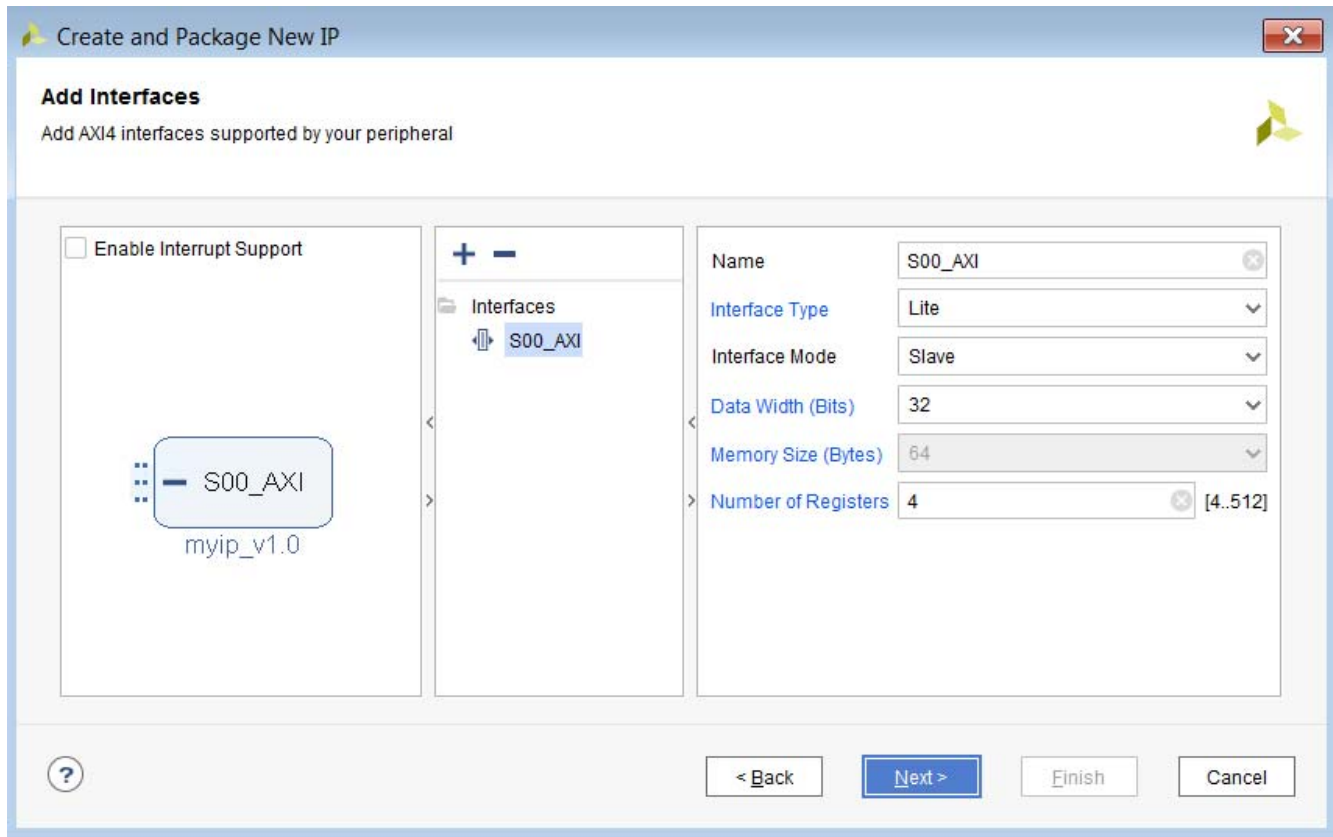 Create and Package New IP
Add Interfaces
Add AXI4 interfaces supported by your peripheral
Enable Interrupt Support
S00_AXI
myip_v1.0
Interfaces
S00_AXI
Name S00_AXI
Interface Type Lite
Interface Mode Slave
Data Width (Bits) 32
Memory Size (Bytes) 64
Number of Registers 4 [4..512]
? < Back Next > Finish Cancel